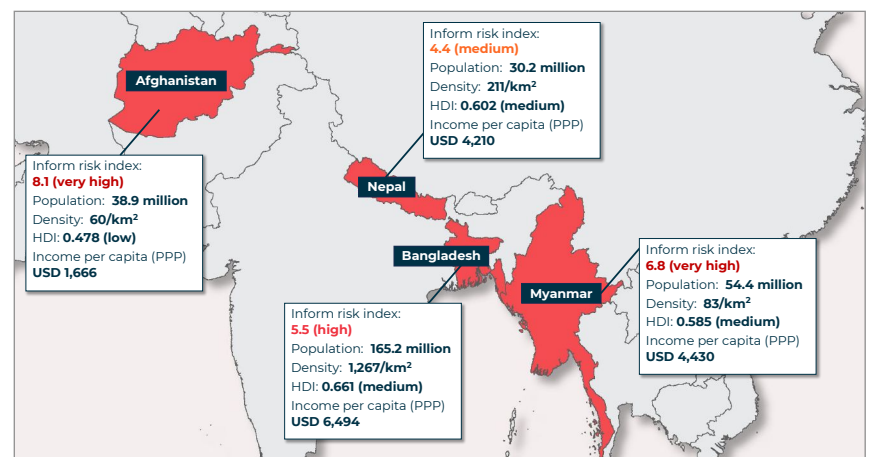 Afghanistan
Inform risk index:
8.1 (very high)
Population: 38.9 million
Density: 60/km²
HDI: 0.478 (low)
Income per capita (PPP)
USD 1,666
Inform risk index:
4.4 (medium)
Population: 30.2 million
Density: 211/km²
HDI: 0.602 (medium)
Income per capita (PPP)
USD 4,210
Nepal
Bangladesh
Inform risk index:
5.5 (high)
Population: 165.2 million
Density: 1,267/km²
HDI: 0.661 (medium)
Income per capita (PPP)
USD 6,494
Myanmar
Inform risk index:
6.8 (very high)
Population: 54.4 million
Density: 83/km²
HDI: 0.585 (medium)
Income per capita (PPP)
USD 4,430